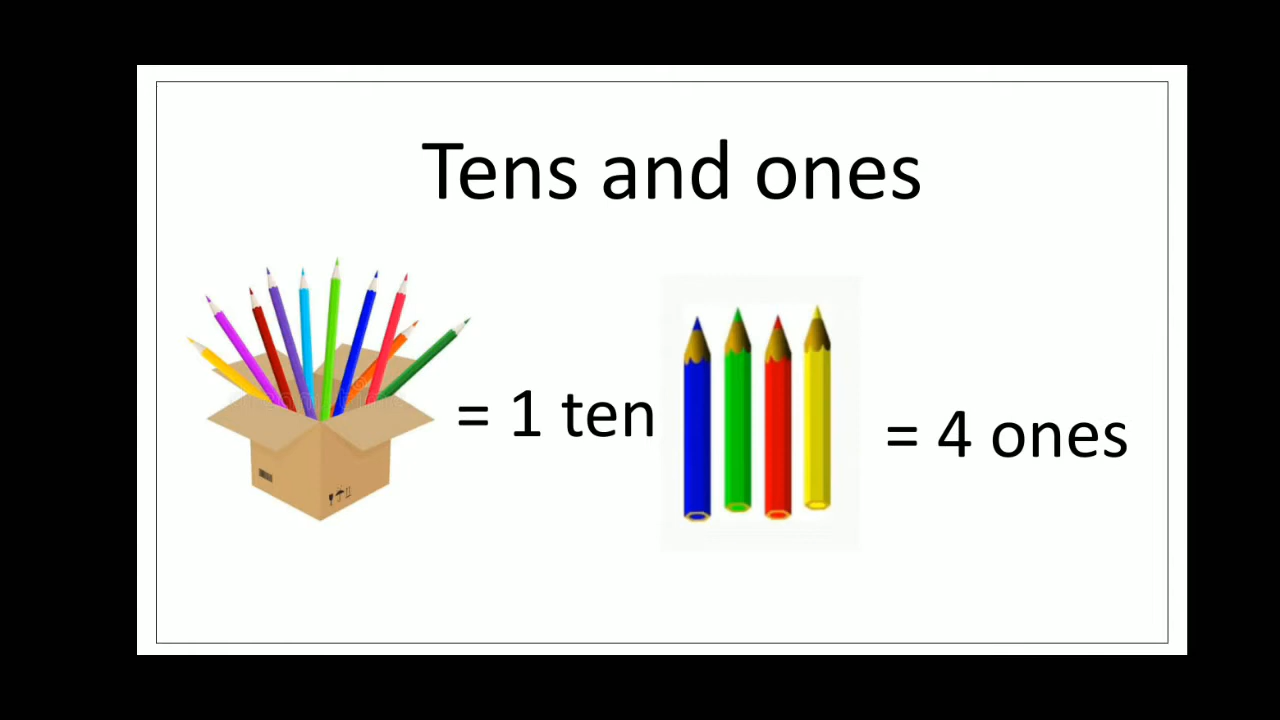 Tens and ones
= 1 ten
= 4 ones